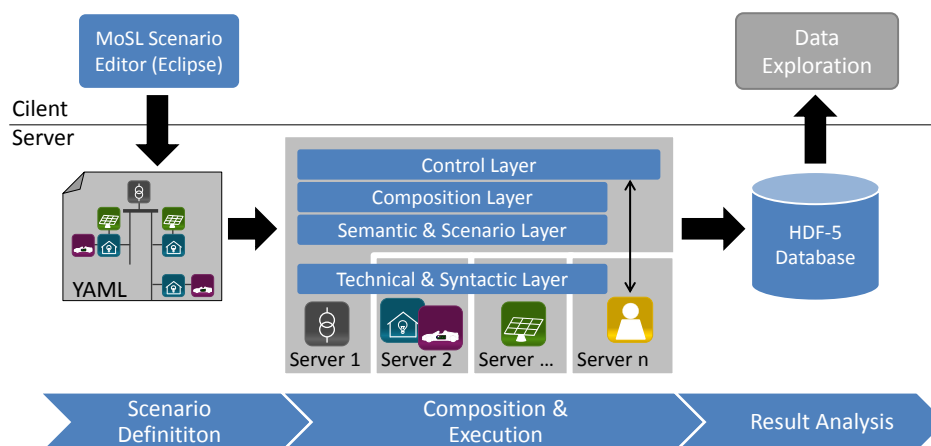 MoSL Scenario
Editor (Eclipse)
Data
Exploration
Cilent
Server
Control Layer
Composition Layer
Semantic & Scenario Layer
Technical & Syntactic Layer
YAML
HDF-5
Database
Server 1
Server 2
Server ...
Server n
Scenario
Definititon
Composition &
Execution
Result Analysis